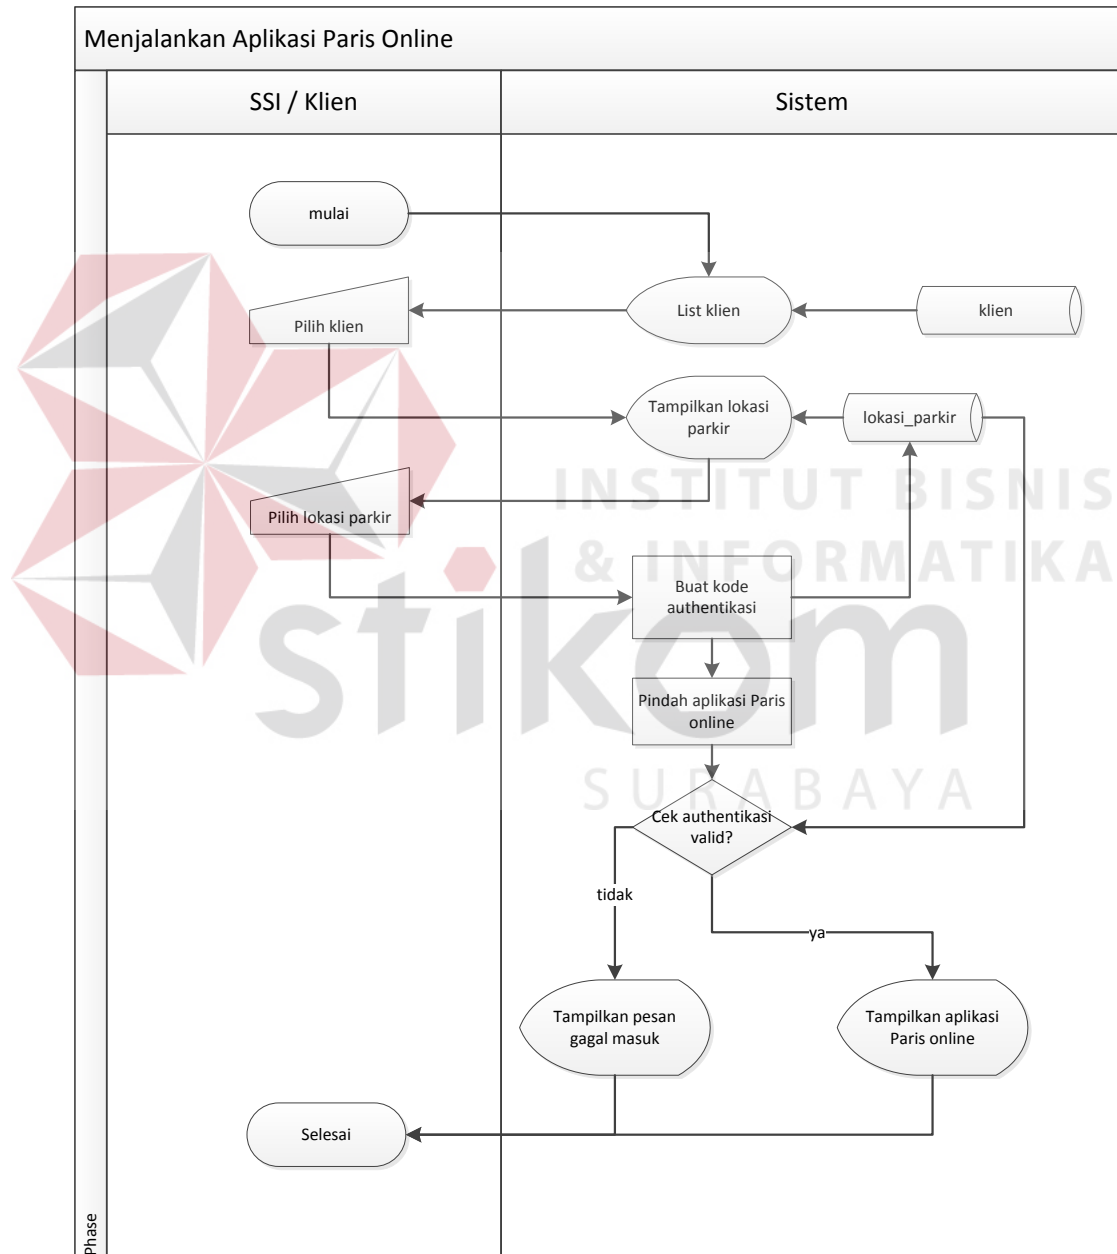 Menjalankan Aplikasi Paris Online
SSI / Klien
Sistem
mulai
Pilih klien
List klien
klien
Tampilkan lokasi
parkir
lokasi_parkir
Pilih lokasi parkir
INSTITUT BISNIS
& INFORMATIKA
Buat kode
authentikasi
stikom
Pindah aplikasi Paris
online
SURABAYA
Cek authentikasi
valid?
tidak
ya
Tampilkan pesan
gagal masuk
Tampilkan aplikasi
Paris online
Selesai
Phase